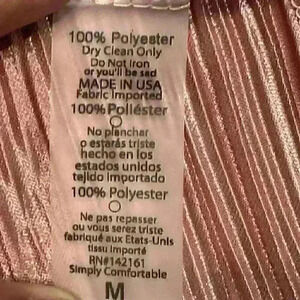 100% Polyester
Dry Clean Only
Do Not Iron
or you'll be sad
MADE IN USA
Fabric Imported
100% Poliéster
No planchar
o estarás triste
hecho en los
estados unidos
tejido importado
100% Polyester
Ne pas repasser
ou vous serez triste
fabriqué aux Etats-Unis
tissu importé
RN#142161
Simply Comfortable
M